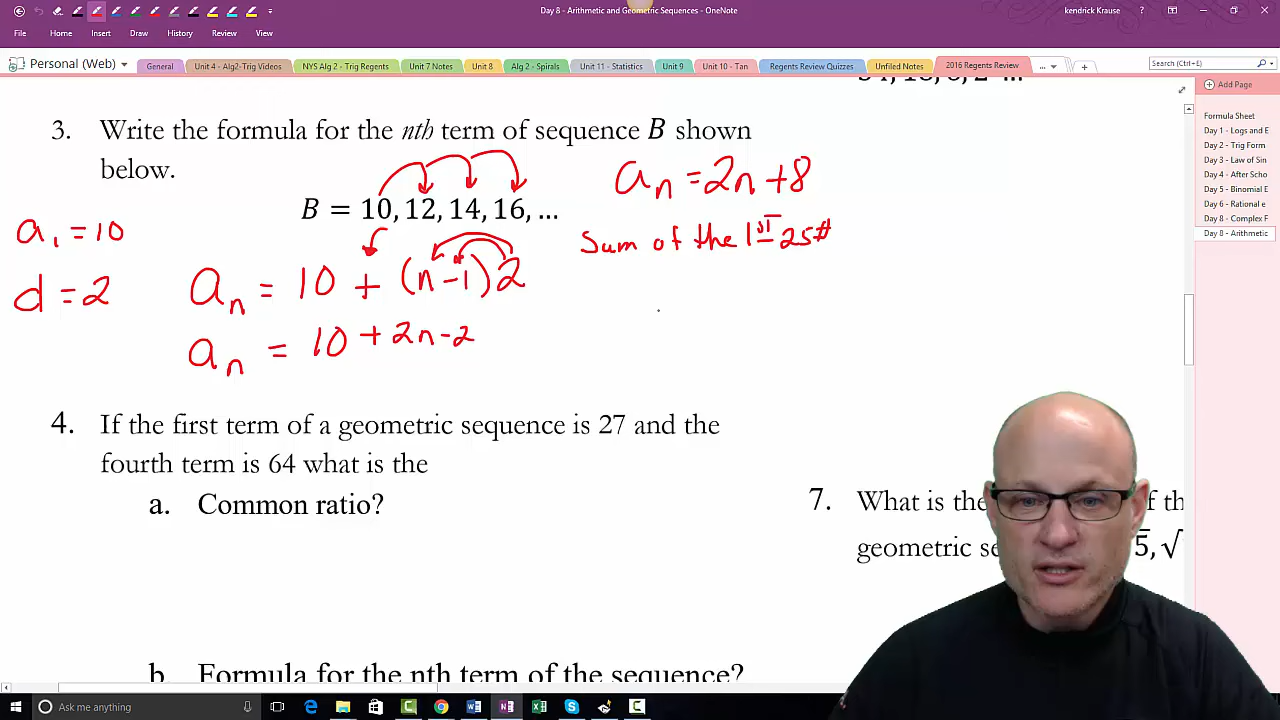 Day 8 - Arithmetic and Geometric Sequences - OneNote
kendrick Krause
?
File Home Insert Draw History Review View
Personal (Web)
General
Unit 4 - Alg2-Trig Videos
NYS Alg 2 - Trig Regents
Unit 7 Notes
Unit 8
Alg 2 - Spirals
Unit 11 - Statistics
Unit 9
Unit 10 - Tan
Regents Review Quizzes
Unfiled Notes
2016 Regents Review
...
Search (Ctrl+E)
Add Page
Formula Sheet
Day 1 - Logs and E
Day 2 - Trig Form
Day 3 - Law of Sin
Day 4 - After Scho
Day 5 - Binomial E
Day 6 - Rational e
Day 8 - Complex F
Day 9 - Arithmetic
3. Write the formula for the nth term of sequence B shown
below.
B = 10, 12, 14, 16, ...
aₙ = 2n + 8
Sum of the 1ST 25#
a₁ = 10
d = 2
aₙ = 10 + (n - 1)2
aₙ = 10 + 2n - 2
4. If the first term of a geometric sequence is 27 and the
fourth term is 64 what is the
a. Common ratio?
b. Formula for the nth term of the sequence?
7. What is the
geometric se
Ask me anything